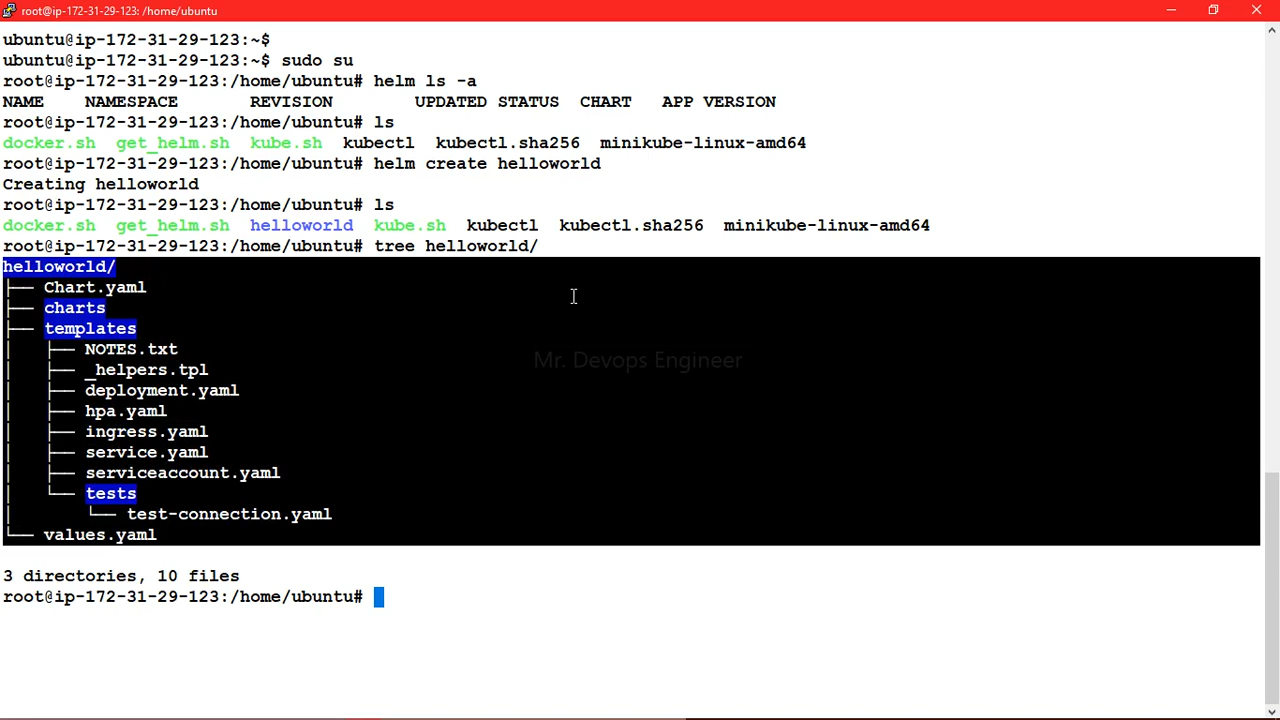 root@ip-172-31-29-123: /home/ubuntu
ubuntu@ip-172-31-29-123:~$
ubuntu@ip-172-31-29-123:~$ sudo su
root@ip-172-31-29-123:/home/ubuntu# helm ls -a
NAME    NAMESPACE       REVISION        UPDATED STATUS  CHART   APP VERSION
root@ip-172-31-29-123:/home/ubuntu# ls
docker.sh  get_helm.sh  kube.sh  kubectl  kubectl.sha256  minikube-linux-amd64
root@ip-172-31-29-123:/home/ubuntu# helm create helloworld
Creating helloworld
root@ip-172-31-29-123:/home/ubuntu# ls
docker.sh  get_helm.sh  helloworld  kube.sh  kubectl  kubectl.sha256  minikube-linux-amd64
root@ip-172-31-29-123:/home/ubuntu# tree helloworld/
helloworld/
├── Chart.yaml
├── charts
├── templates
│   ├── NOTES.txt
│   ├── _helpers.tpl
│   ├── deployment.yaml
│   ├── hpa.yaml
│   ├── ingress.yaml
│   ├── service.yaml
│   ├── serviceaccount.yaml
│   └── tests
│       └── test-connection.yaml
└── values.yaml
Mr. Devops Engineer
3 directories, 10 files
root@ip-172-31-29-123:/home/ubuntu#